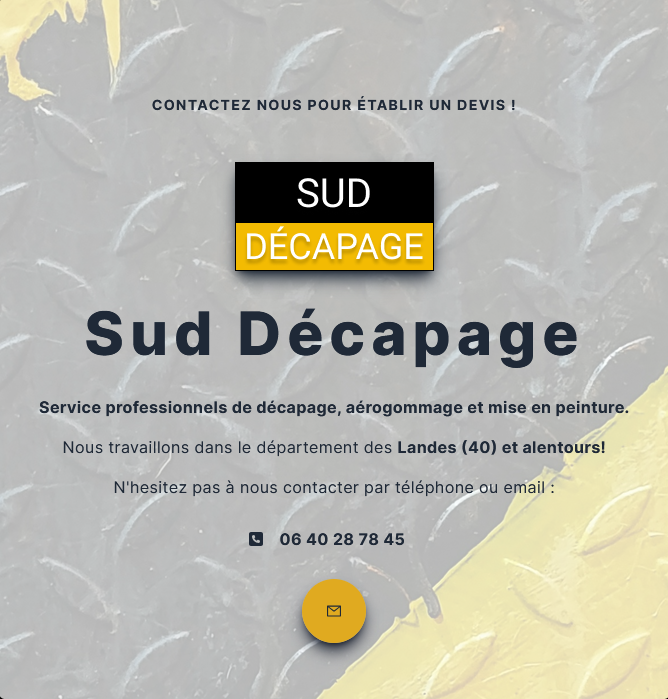 CONTACTEZ NOUS POUR ÉTABLIR UN DEVIS !
SUD
DÉCAPAGE
Sud Décapage
Service professionnels de décapage, aérogommage et mise en peinture.
Nous travaillons dans le département des Landes (40) et alentours!
N'hesitez pas à nous contacter par téléphone ou email :
06 40 28 78 45